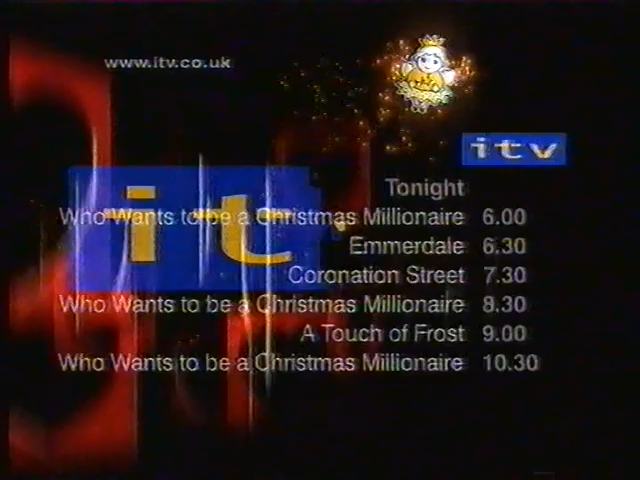 www.itv.co.uk
itv
itv
Tonight
Who Wants to be a Christmas Millionaire 6.00
Emmerdale 6.30
Coronation Street 7.30
Who Wants to be a Christmas Millionaire 8.30
A Touch of Frost 9.00
Who Wants to be a Christmas Millionaire 10.30